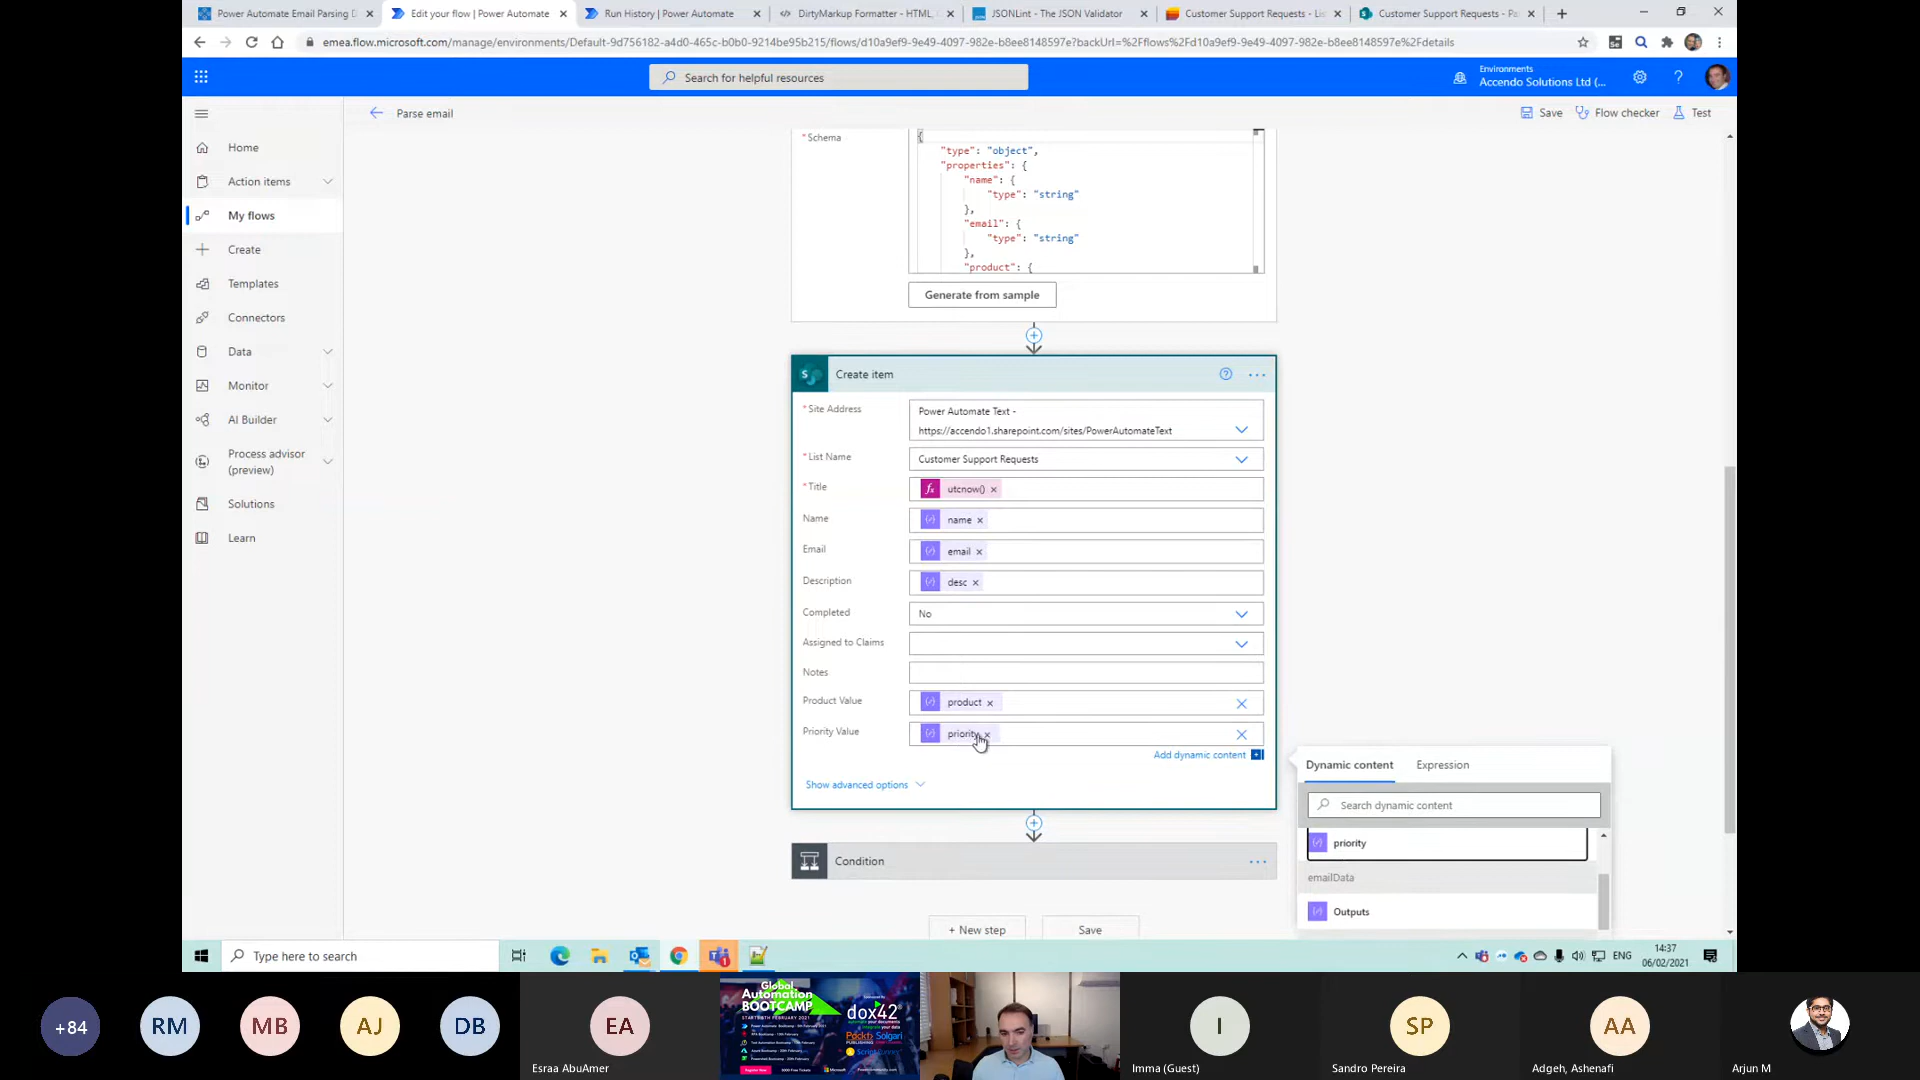 Power Automate Email Parsing D
Edit your flow | Power Automate
Run History | Power Automate
DirtyMarkup Formatter - HTML, C
JSONLint - The JSON Validator
Customer Support Requests - Li
Customer Support Requests - Po
emea.flow.microsoft.com/manage/environments/Default-9d756182-a4d0-465c-b0b0-9214be95b215/flows/d10a9ef9-9e49-4097-982e-b8ee8148597e?backUrl=%2Fflows%2Fd10a9ef9-9e49-4097-982e-b8ee8148597e%2Fdetails
Search for helpful resources
Environments
Accendo Solutions Ltd (...
Parse email
Save
Flow checker
Test
Home
Action items
My flows
Create
Templates
Connectors
Data
Monitor
AI Builder
Process advisor
(preview)
Solutions
Learn
* Schema
{
"type": "object",
"properties": {
"name": {
"type": "string"
},
"email": {
"type": "string"
},
"product": {
Generate from sample
Create item
* Site Address
Power Automate Text -
https://accendo1.sharepoint.com/sites/PowerAutomateText
* List Name
Customer Support Requests
* Title
fx utcnow() ×
Name
name ×
Email
email ×
Description
desc ×
Completed
No
Assigned to Claims
Notes
Product Value
product ×
Priority Value
priority ×
Add dynamic content
Show advanced options
Condition
+ New step
Save
Dynamic content
Expression
Search dynamic content
priority
emailData
Outputs
Type here to search
ENG
14:37
06/02/2021
+84
RM
MB
AJ
DB
EA
Esraa AbuAmer
Global
Automation
BOOTCAMP
dox42
I
Imma (Guest)
SP
Sandro Pereira
AA
Adgeh, Ashenafi
Arjun M